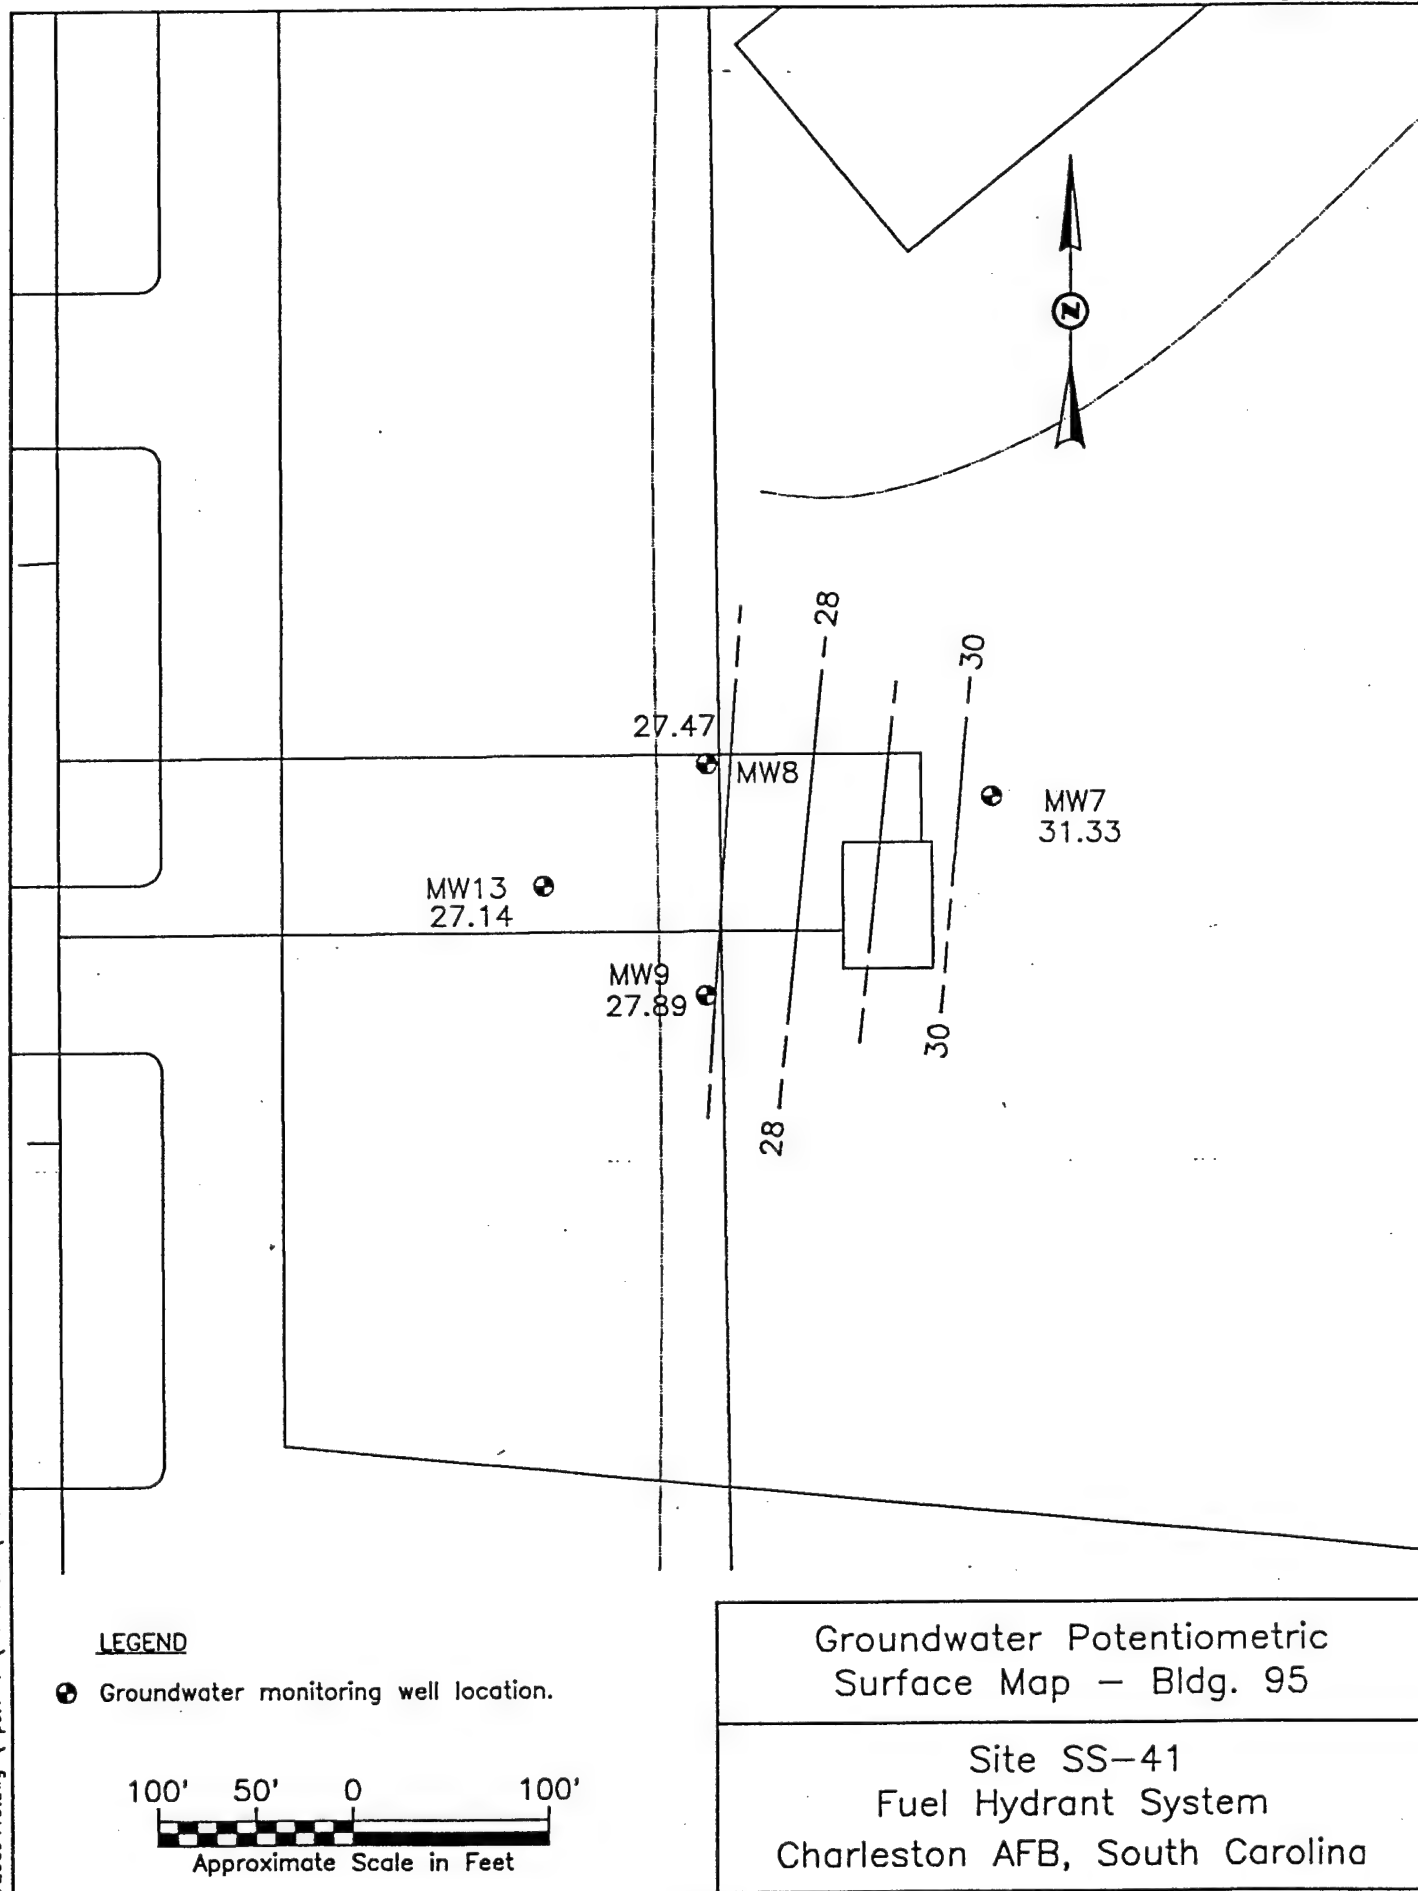 N
28
30
27.47
MW8
MW7
31.33
MW13
27.14
MW9
27.89
30
28
LEGEND
Groundwater monitoring well location.
100' 50' 0 100'
Approximate Scale in Feet
Groundwater Potentiometric
Surface Map – Bldg. 95
Site SS–41
Fuel Hydrant System
Charleston AFB, South Carolina